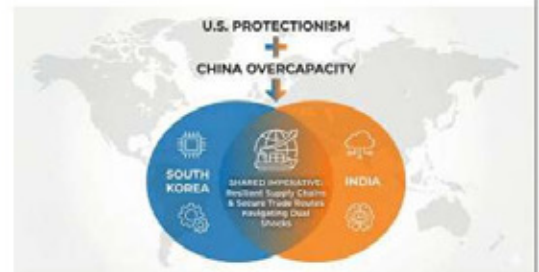 U.S. PROTECTIONISM
+
CHINA OVERCAPACITY
SOUTH
KOREA
SHARED IMPERATIVE:
Resilient Supply Chains
& Secure Trade Routes
Navigating Dual
Shocks
INDIA